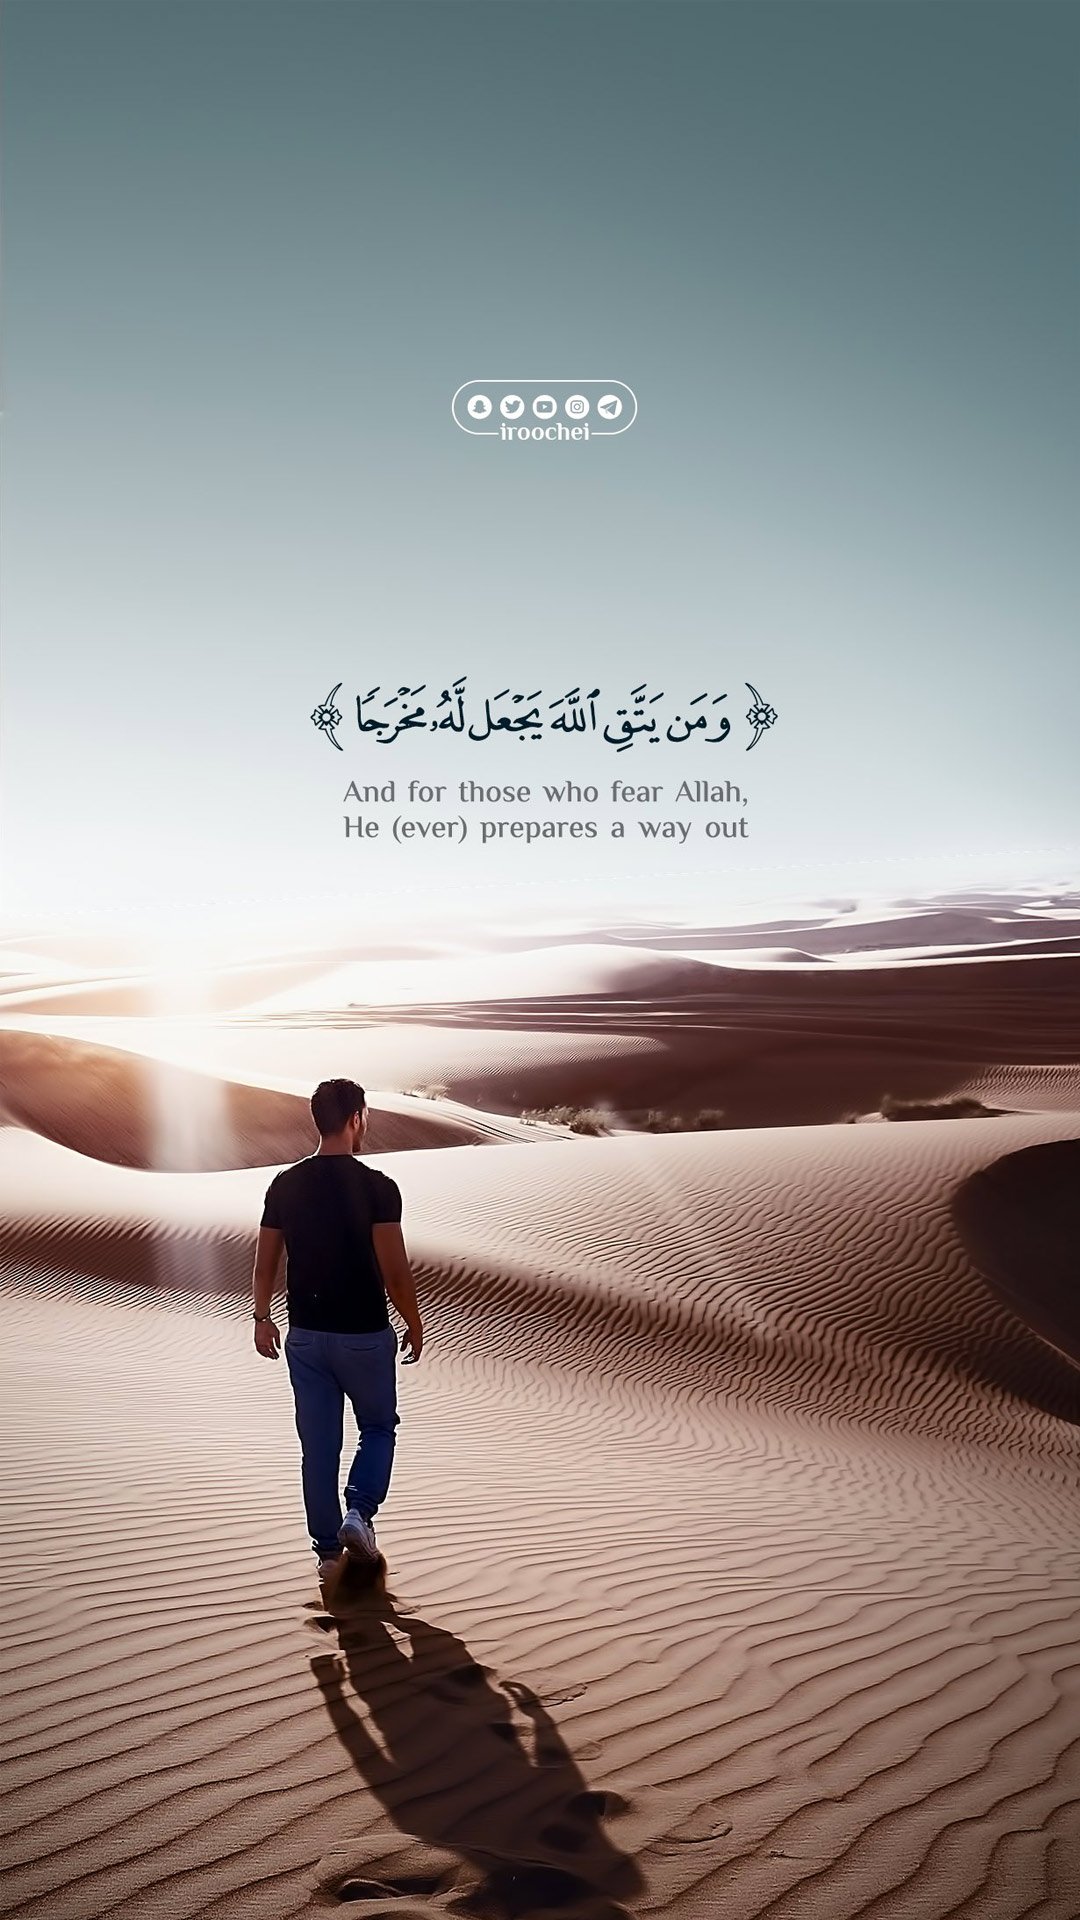 iroochei
﴿وَمَن يَتَّقِ ٱللَّهَ يَجْعَل لَّهُۥ مَخْرَجًا﴾
And for those who fear Allah,
He (ever) prepares a way out